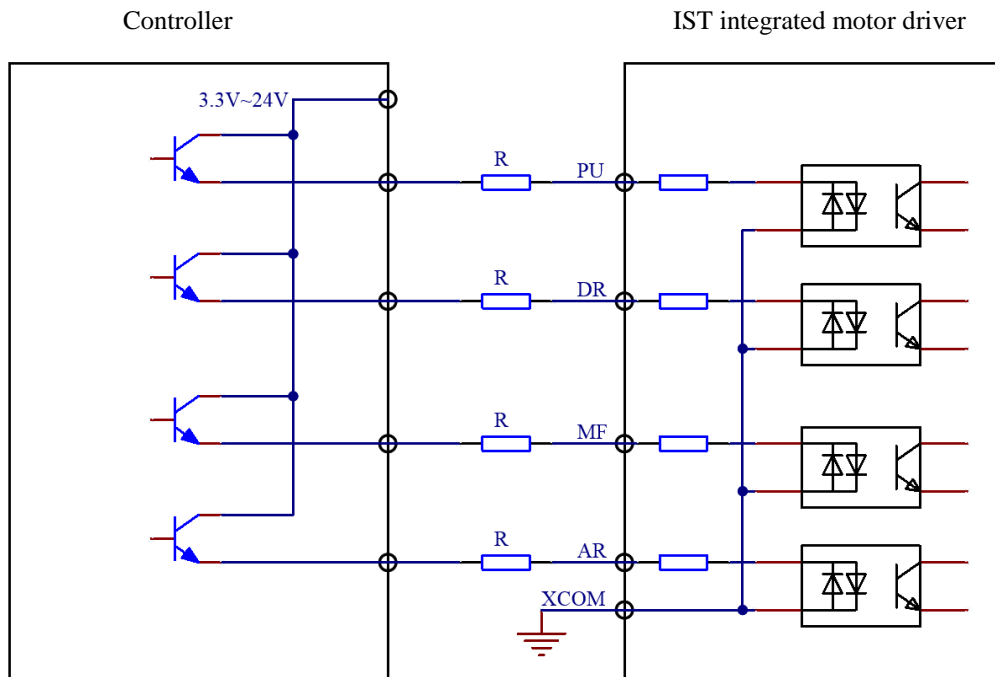 Controller
IST integrated motor driver
3.3V~24V
R
PU
R
DR
R
MF
R
AR
XCOM